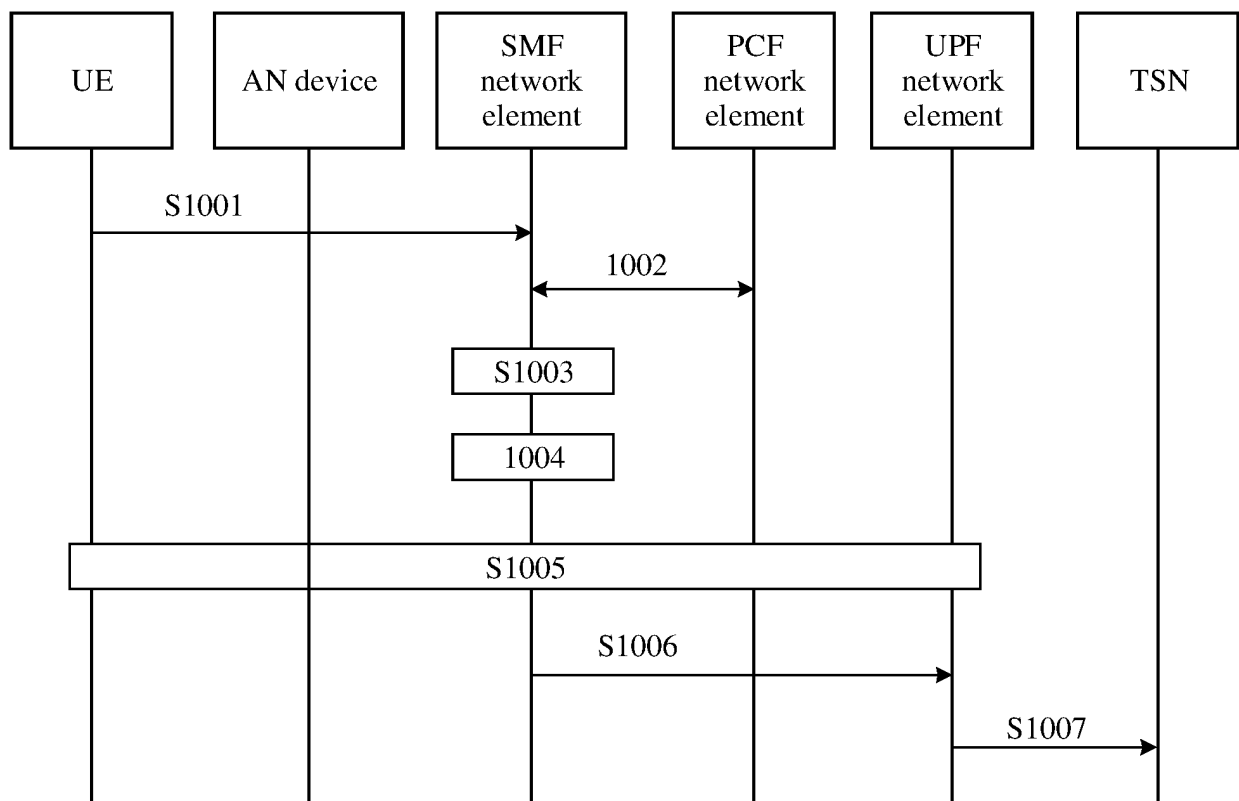 UE
AN device
SMF
network
element
PCF
network
element
UPF
network
element
TSN
S1001
1002
S1003
1004
S1005
S1006
S1007